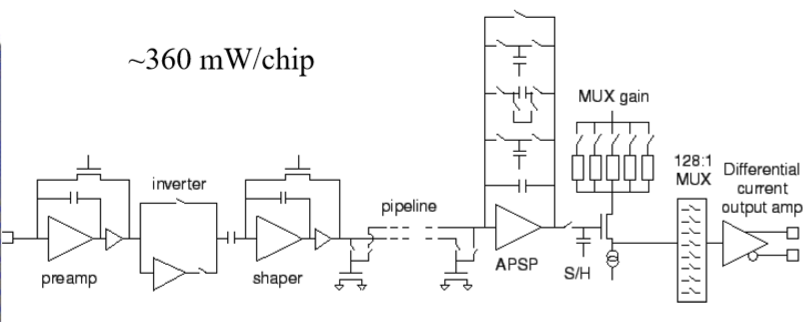 ~360 mW/chip
MUX gain
inverter
pipeline
128:1
MUX
Differential
current
output amp
preamp
shaper
APSP
S/H